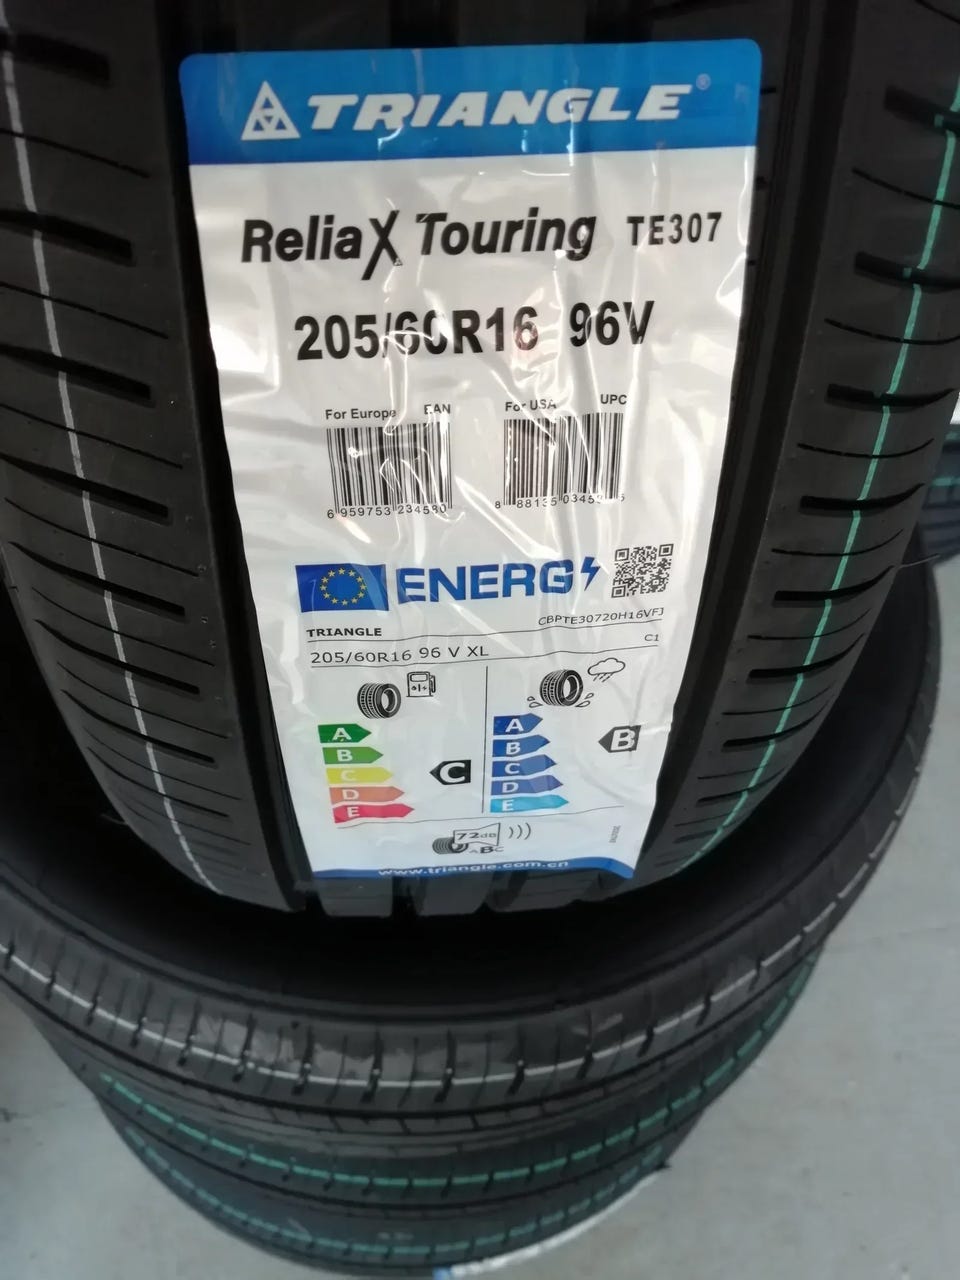 TRIANGLE®
ReliaX Touring TE307
205/60R16 96V
For Europe EAN For USA UPC
6 959753 234580
ENERG
CBPTE30720H16VFJ
TRIANGLE C1
205/60R16 96 V XL
A A
B B B
C C C
D D
E E
72dB
ABC
www.triangle.com.cn